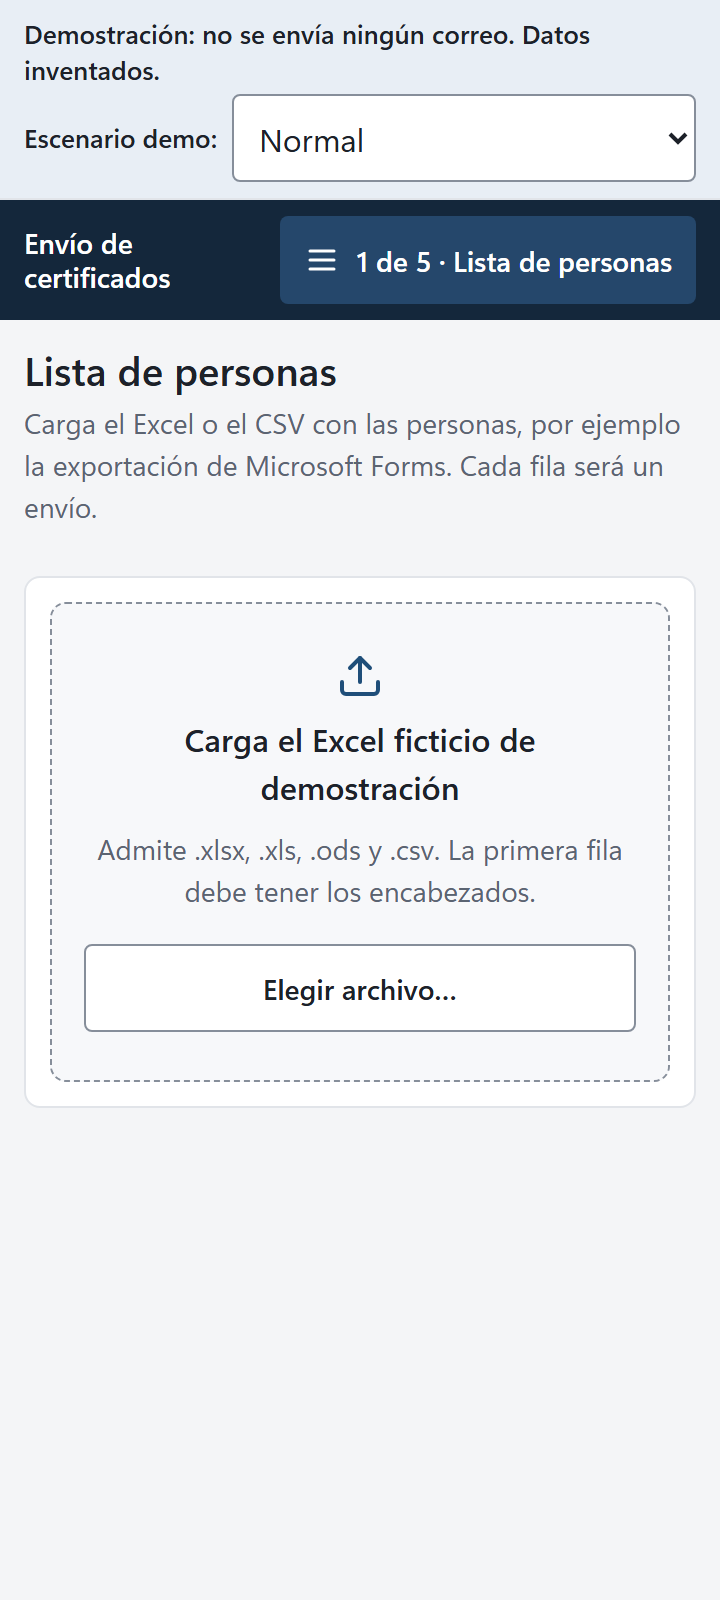 Demostración: no se envía ningún correo. Datos
inventados.
Escenario demo:
Normal
Envío de
certificados
1 de 5 · Lista de personas
Lista de personas
Carga el Excel o el CSV con las personas, por ejemplo
la exportación de Microsoft Forms. Cada fila será un
envío.
Carga el Excel ficticio de
demostración
Admite .xlsx, .xls, .ods y .csv. La primera fila
debe tener los encabezados.
Elegir archivo...